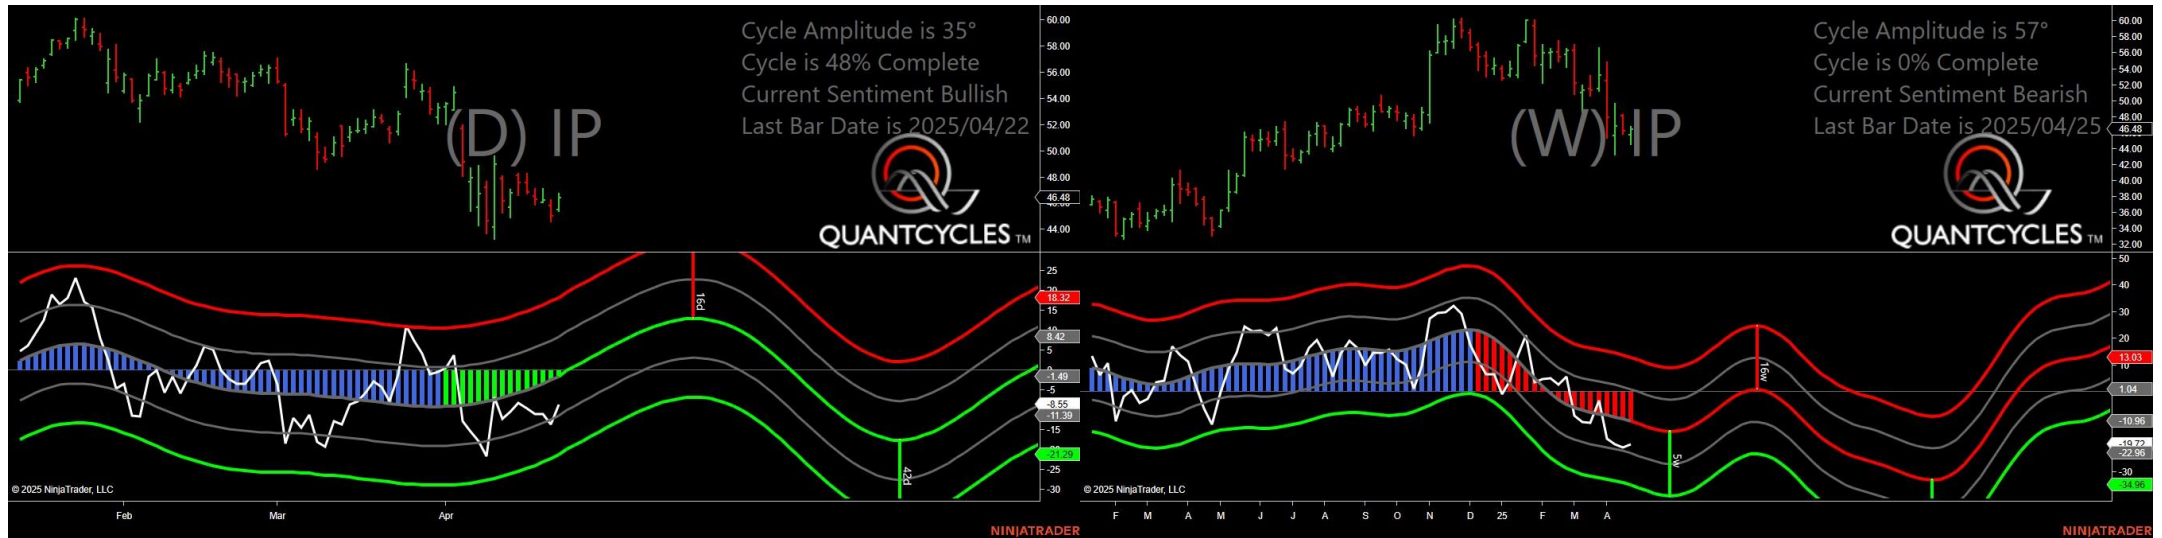 Cycle Amplitude is 35°
Cycle is 48% Complete
Current Sentiment Bullish
Last Bar Date is 2025/04/22
(D) IP
QUANTCYCLES TM
60.00
58.00
56.00
54.00
52.00
50.00
48.00
46.48
44.00
25
18.32
15
8.42
5
-1.49
-5
-8.55
-11.39
-15
-21.29
-25
-30
16d
42d
© 2025 NinjaTrader, LLC
Feb Mar Apr
NINJATRADER
Cycle Amplitude is 57°
Cycle is 0% Complete
Current Sentiment Bearish
Last Bar Date is 2025/04/25
(W) IP
QUANTCYCLES TM
60.00
58.00
56.00
54.00
52.00
50.00
48.00
46.48
44.00
42.00
40.00
38.00
36.00
34.00
32.00
50
40
30
20
13.03
10
1.04
-10.96
-19.72
-22.96
-30
-34.96
16w
5w
© 2025 NinjaTrader, LLC
F M A M J J A S O N D 25 F M A
NINJATRADER